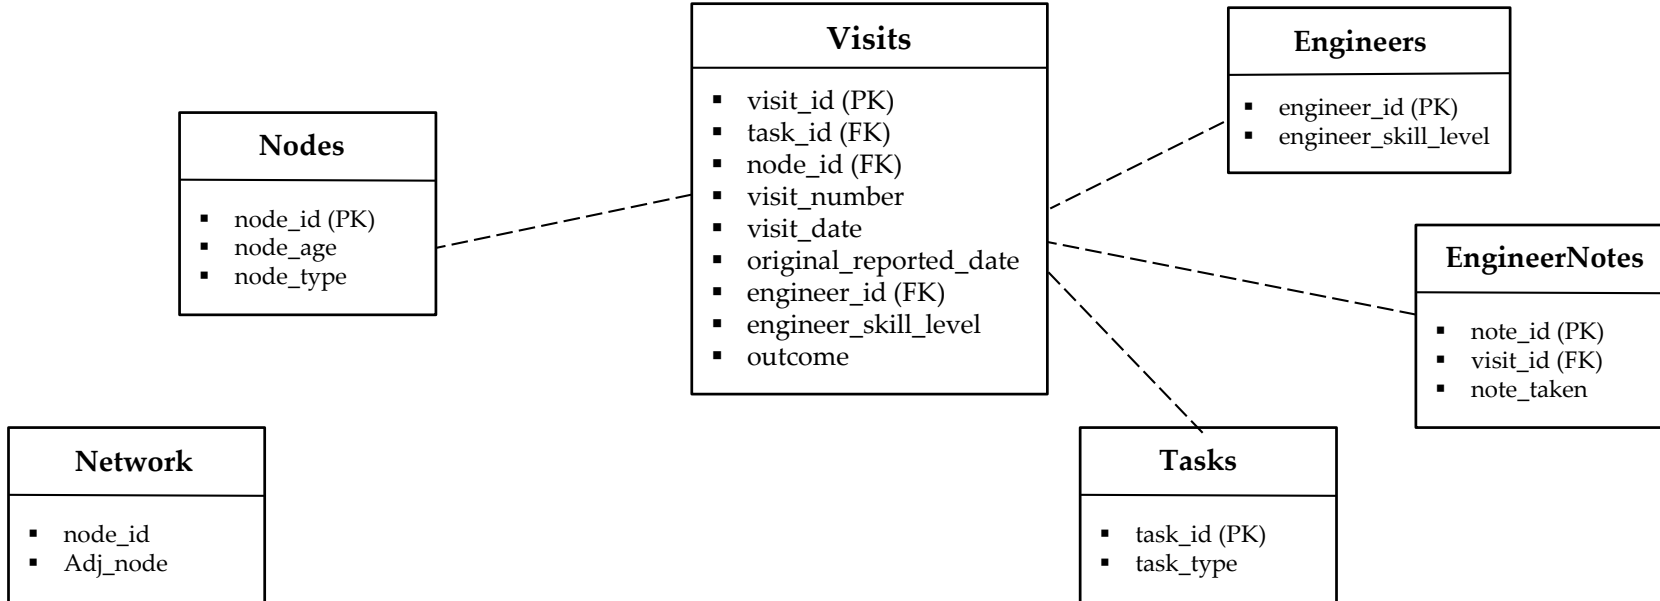 Visits
▪ visit_id (PK)
▪ task_id (FK)
▪ node_id (FK)
▪ visit_number
▪ visit_date
▪ original_reported_date
▪ engineer_id (FK)
▪ engineer_skill_level
▪ outcome
Engineers
▪ engineer_id (PK)
▪ engineer_skill_level
Nodes
▪ node_id (PK)
▪ node_age
▪ node_type
EngineerNotes
▪ note_id (PK)
▪ visit_id (FK)
▪ note_taken
Network
▪ node_id
▪ Adj_node
Tasks
▪ task_id (PK)
▪ task_type